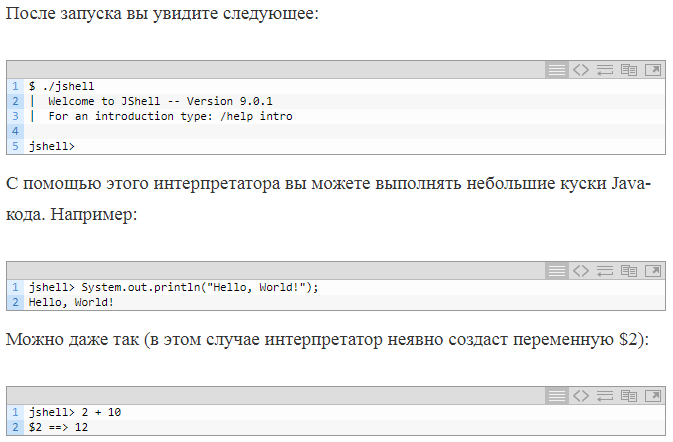 После запуска вы увидите следующее:
1 $ ./jshell
2 |  Welcome to JShell -- Version 9.0.1
3 |  For an introduction type: /help intro
4
5 jshell>
С помощью этого интерпретатора вы можете выполнять небольшие куски Java-
кода. Например:
1 jshell> System.out.println("Hello, World!");
2 Hello, World!
Можно даже так (в этом случае интерпретатор неявно создаст переменную $2):
1 jshell> 2 + 10
2 $2 ==> 12